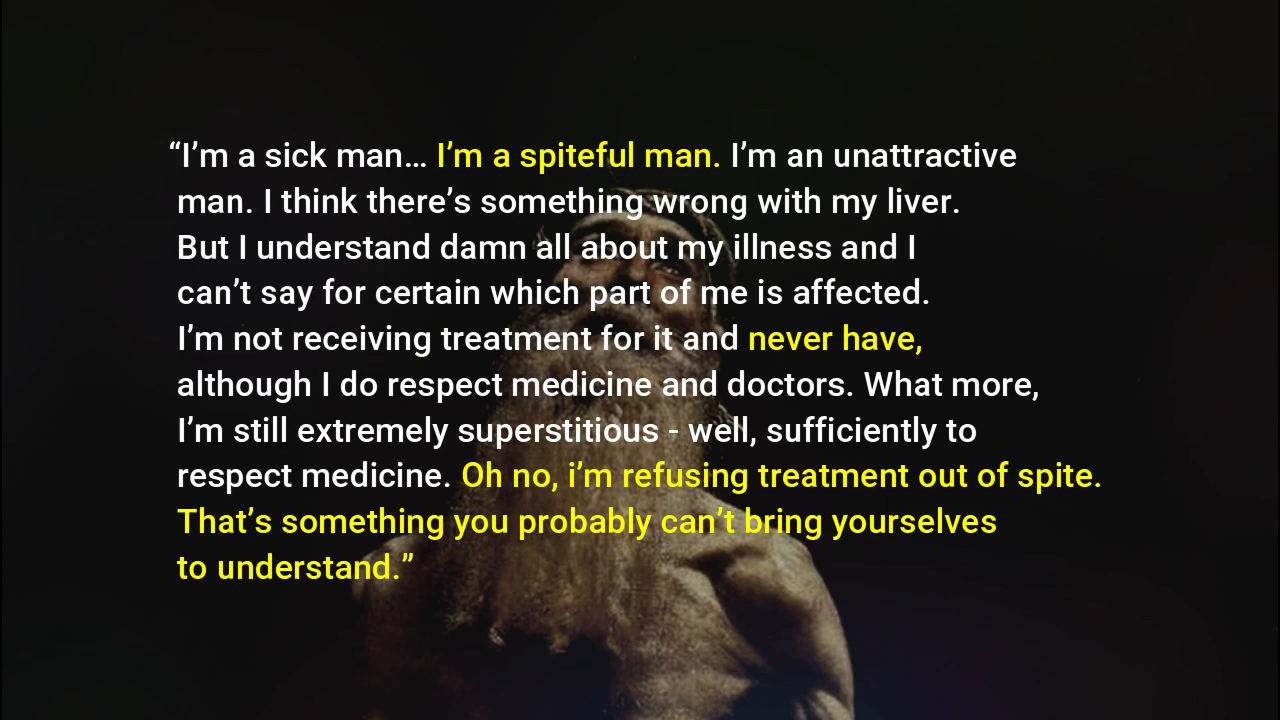 “I’m a sick man... I’m a spiteful man. I’m an unattractive
man. I think there’s something wrong with my liver.
But I understand damn all about my illness and I
can’t say for certain which part of me is affected.
I’m not receiving treatment for it and never have,
although I do respect medicine and doctors. What more,
I’m still extremely superstitious - well, sufficiently to
respect medicine. Oh no, i’m refusing treatment out of spite.
That’s something you probably can’t bring yourselves
to understand.”